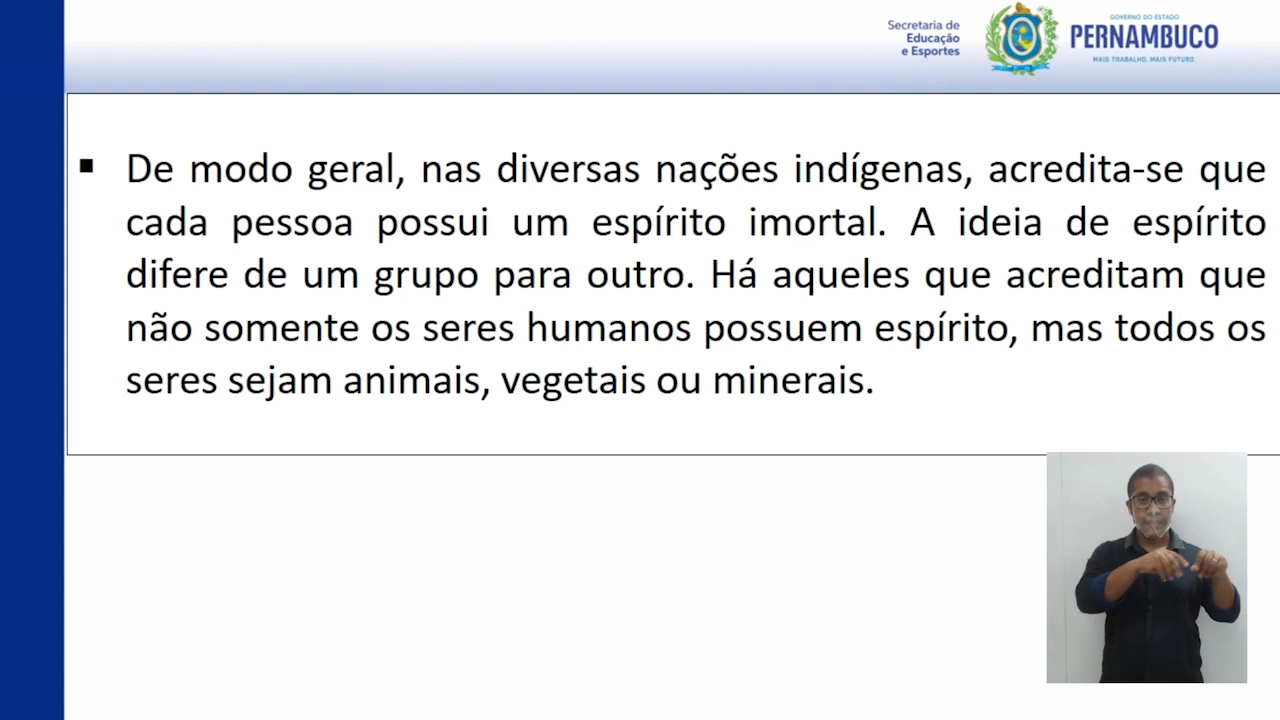 Secretaria de
Educação
e Esportes
GOVERNO DO ESTADO
PERNAMBUCO
MAIS TRABALHO, MAIS FUTURO.
▪ De modo geral, nas diversas nações indígenas, acredita-se que
cada pessoa possui um espírito imortal. A ideia de espírito
difere de um grupo para outro. Há aqueles que acreditam que
não somente os seres humanos possuem espírito, mas todos os
seres sejam animais, vegetais ou minerais.